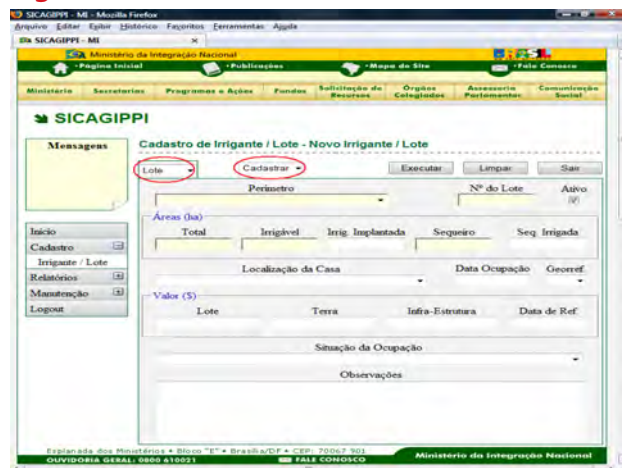 SICAGIPPI - MI - Mozilla Firefox
Arquivo Editar Exibir Histórico Favoritos Ferramentas Ajuda
SICAGIPPI - MI ×
Ministério da Integração Nacional BRASIL
•Página Inicial •Publicações •Mapa do Site •Fale Conosco
Ministério Secretarias Programas e Ações Fundos Solicitação de Recursos Órgãos Colegiados Assessoria Parlamentar Comunicação Social
SICAGIPPI
Mensagens
Cadastro de Irrigante / Lote - Novo Irrigante / Lote
Lote Cadastrar Executar Limpar Sair
Perímetro Nº do Lote Ativo
Áreas (ha)
Total Irrigável Irrig. Implantada Sequeiro Seq. Irrigada
Início
Cadastro
Irrigante / Lote
Relatórios
Manutenção
Logout
Localização da Casa Data Ocupação Georref.
Valor ($)
Lote Terra Infra-Estrutura Data de Ref.
Situação da Ocupação
Observações
Esplanada dos Ministérios • Bloco "E" • Brasília/DF • CEP: 70067-901
OUVIDORIA GERAL: 0800 610021 FALE CONOSCO Ministério da Integração Nacional